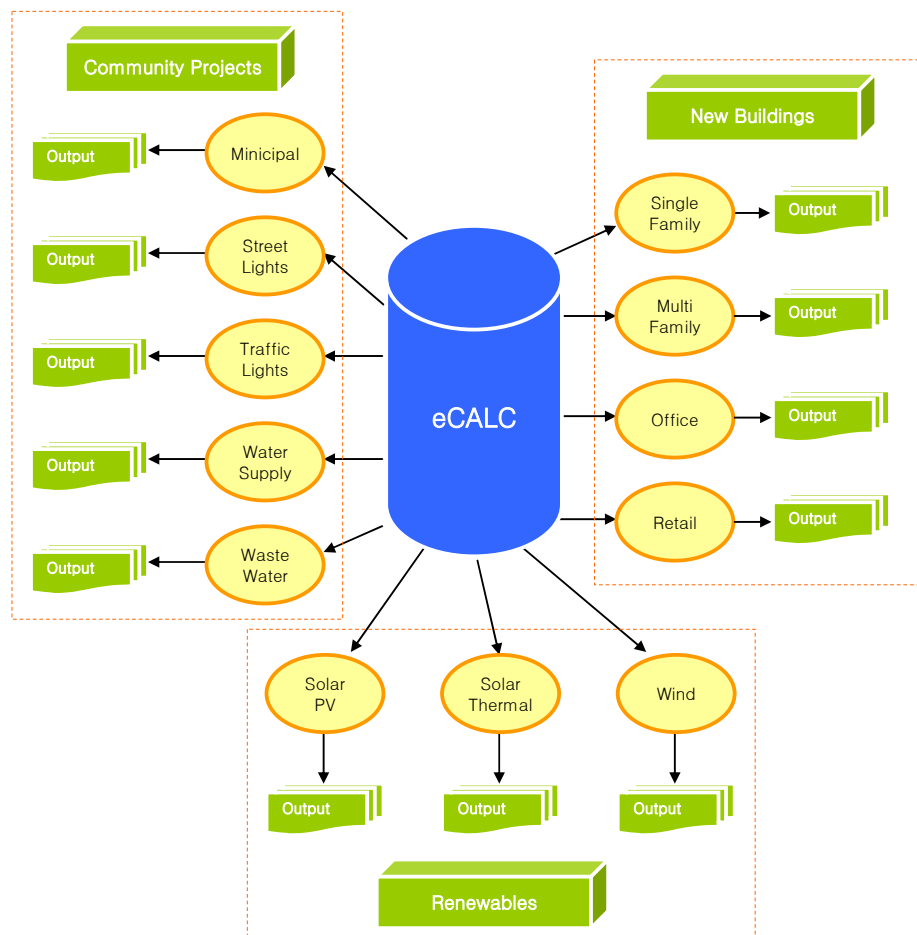 Community Projects
Minicipal
Output
Street
Lights
Output
Traffic
Lights
Output
Water
Supply
Output
Waste
Water
Output
eCALC
New Buildings
Single
Family
Output
Multi
Family
Output
Office
Output
Retail
Output
Solar
PV
Output
Solar
Thermal
Output
Wind
Output
Renewables